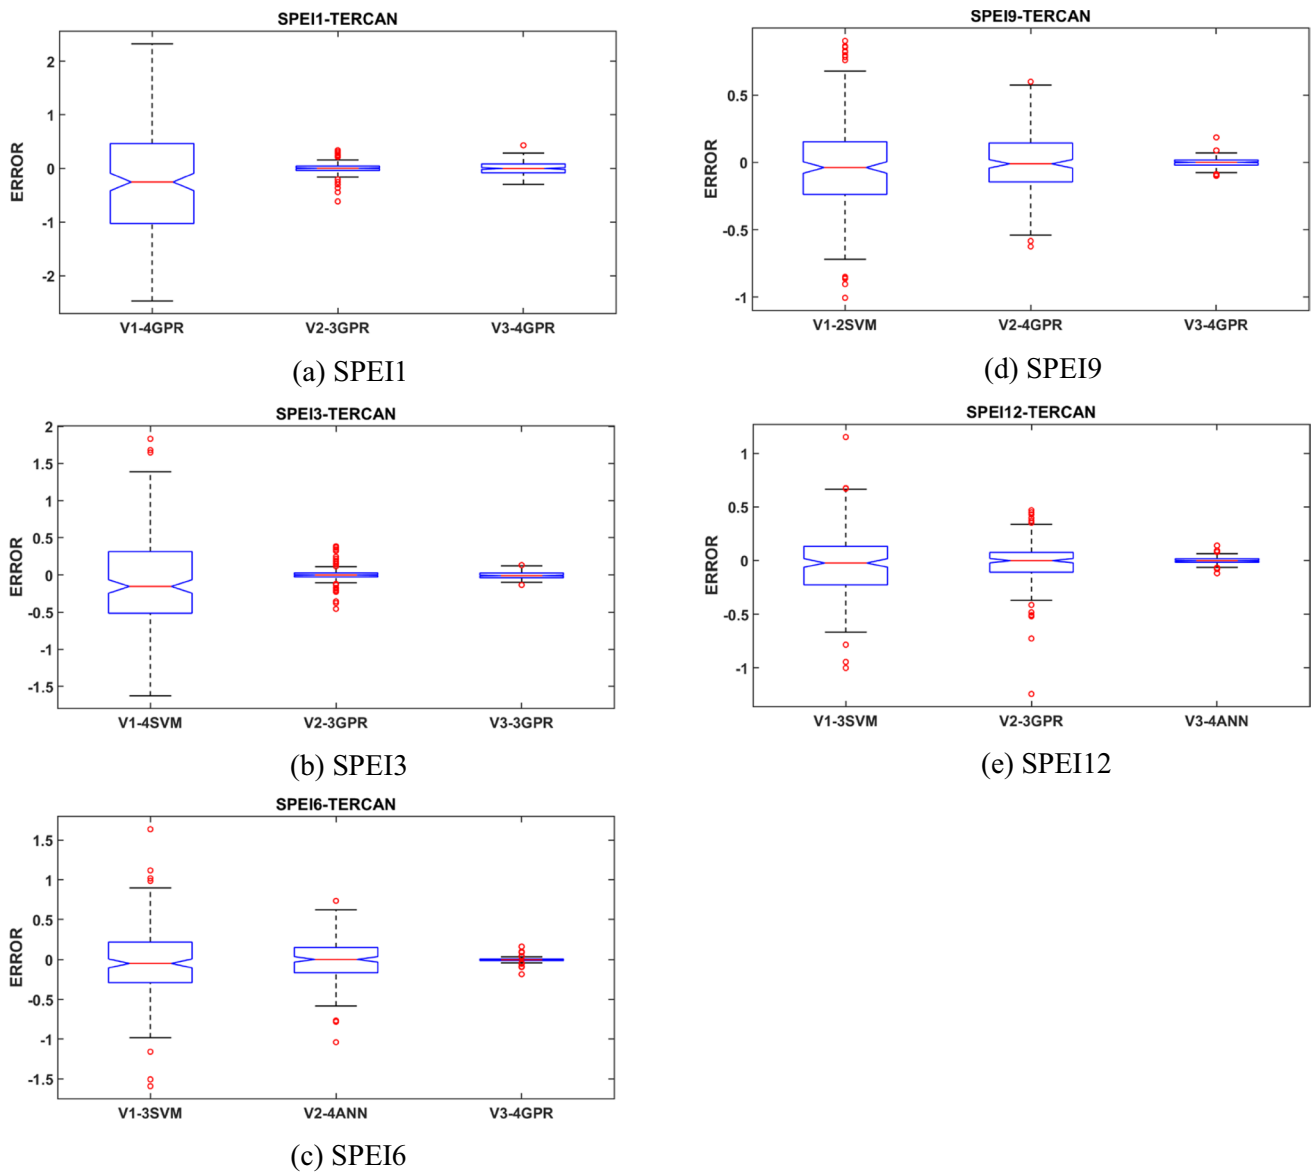 SPEI1-TERCAN
2
1
0
-1
-2
ERROR
V1-4GPR V2-3GPR V3-4GPR
(a) SPEI1
SPEI3-TERCAN
2
1.5
1
0.5
0
-0.5
-1
-1.5
ERROR
V1-4SVM V2-3GPR V3-3GPR
(b) SPEI3
SPEI6-TERCAN
1.5
1
0.5
0
-0.5
-1
-1.5
ERROR
V1-3SVM V2-4ANN V3-4GPR
(c) SPEI6
SPEI9-TERCAN
0.5
0
-0.5
-1
ERROR
V1-2SVM V2-4GPR V3-4GPR
(d) SPEI9
SPEI12-TERCAN
1
0.5
0
-0.5
-1
ERROR
V1-3SVM V2-3GPR V3-4ANN
(e) SPEI12